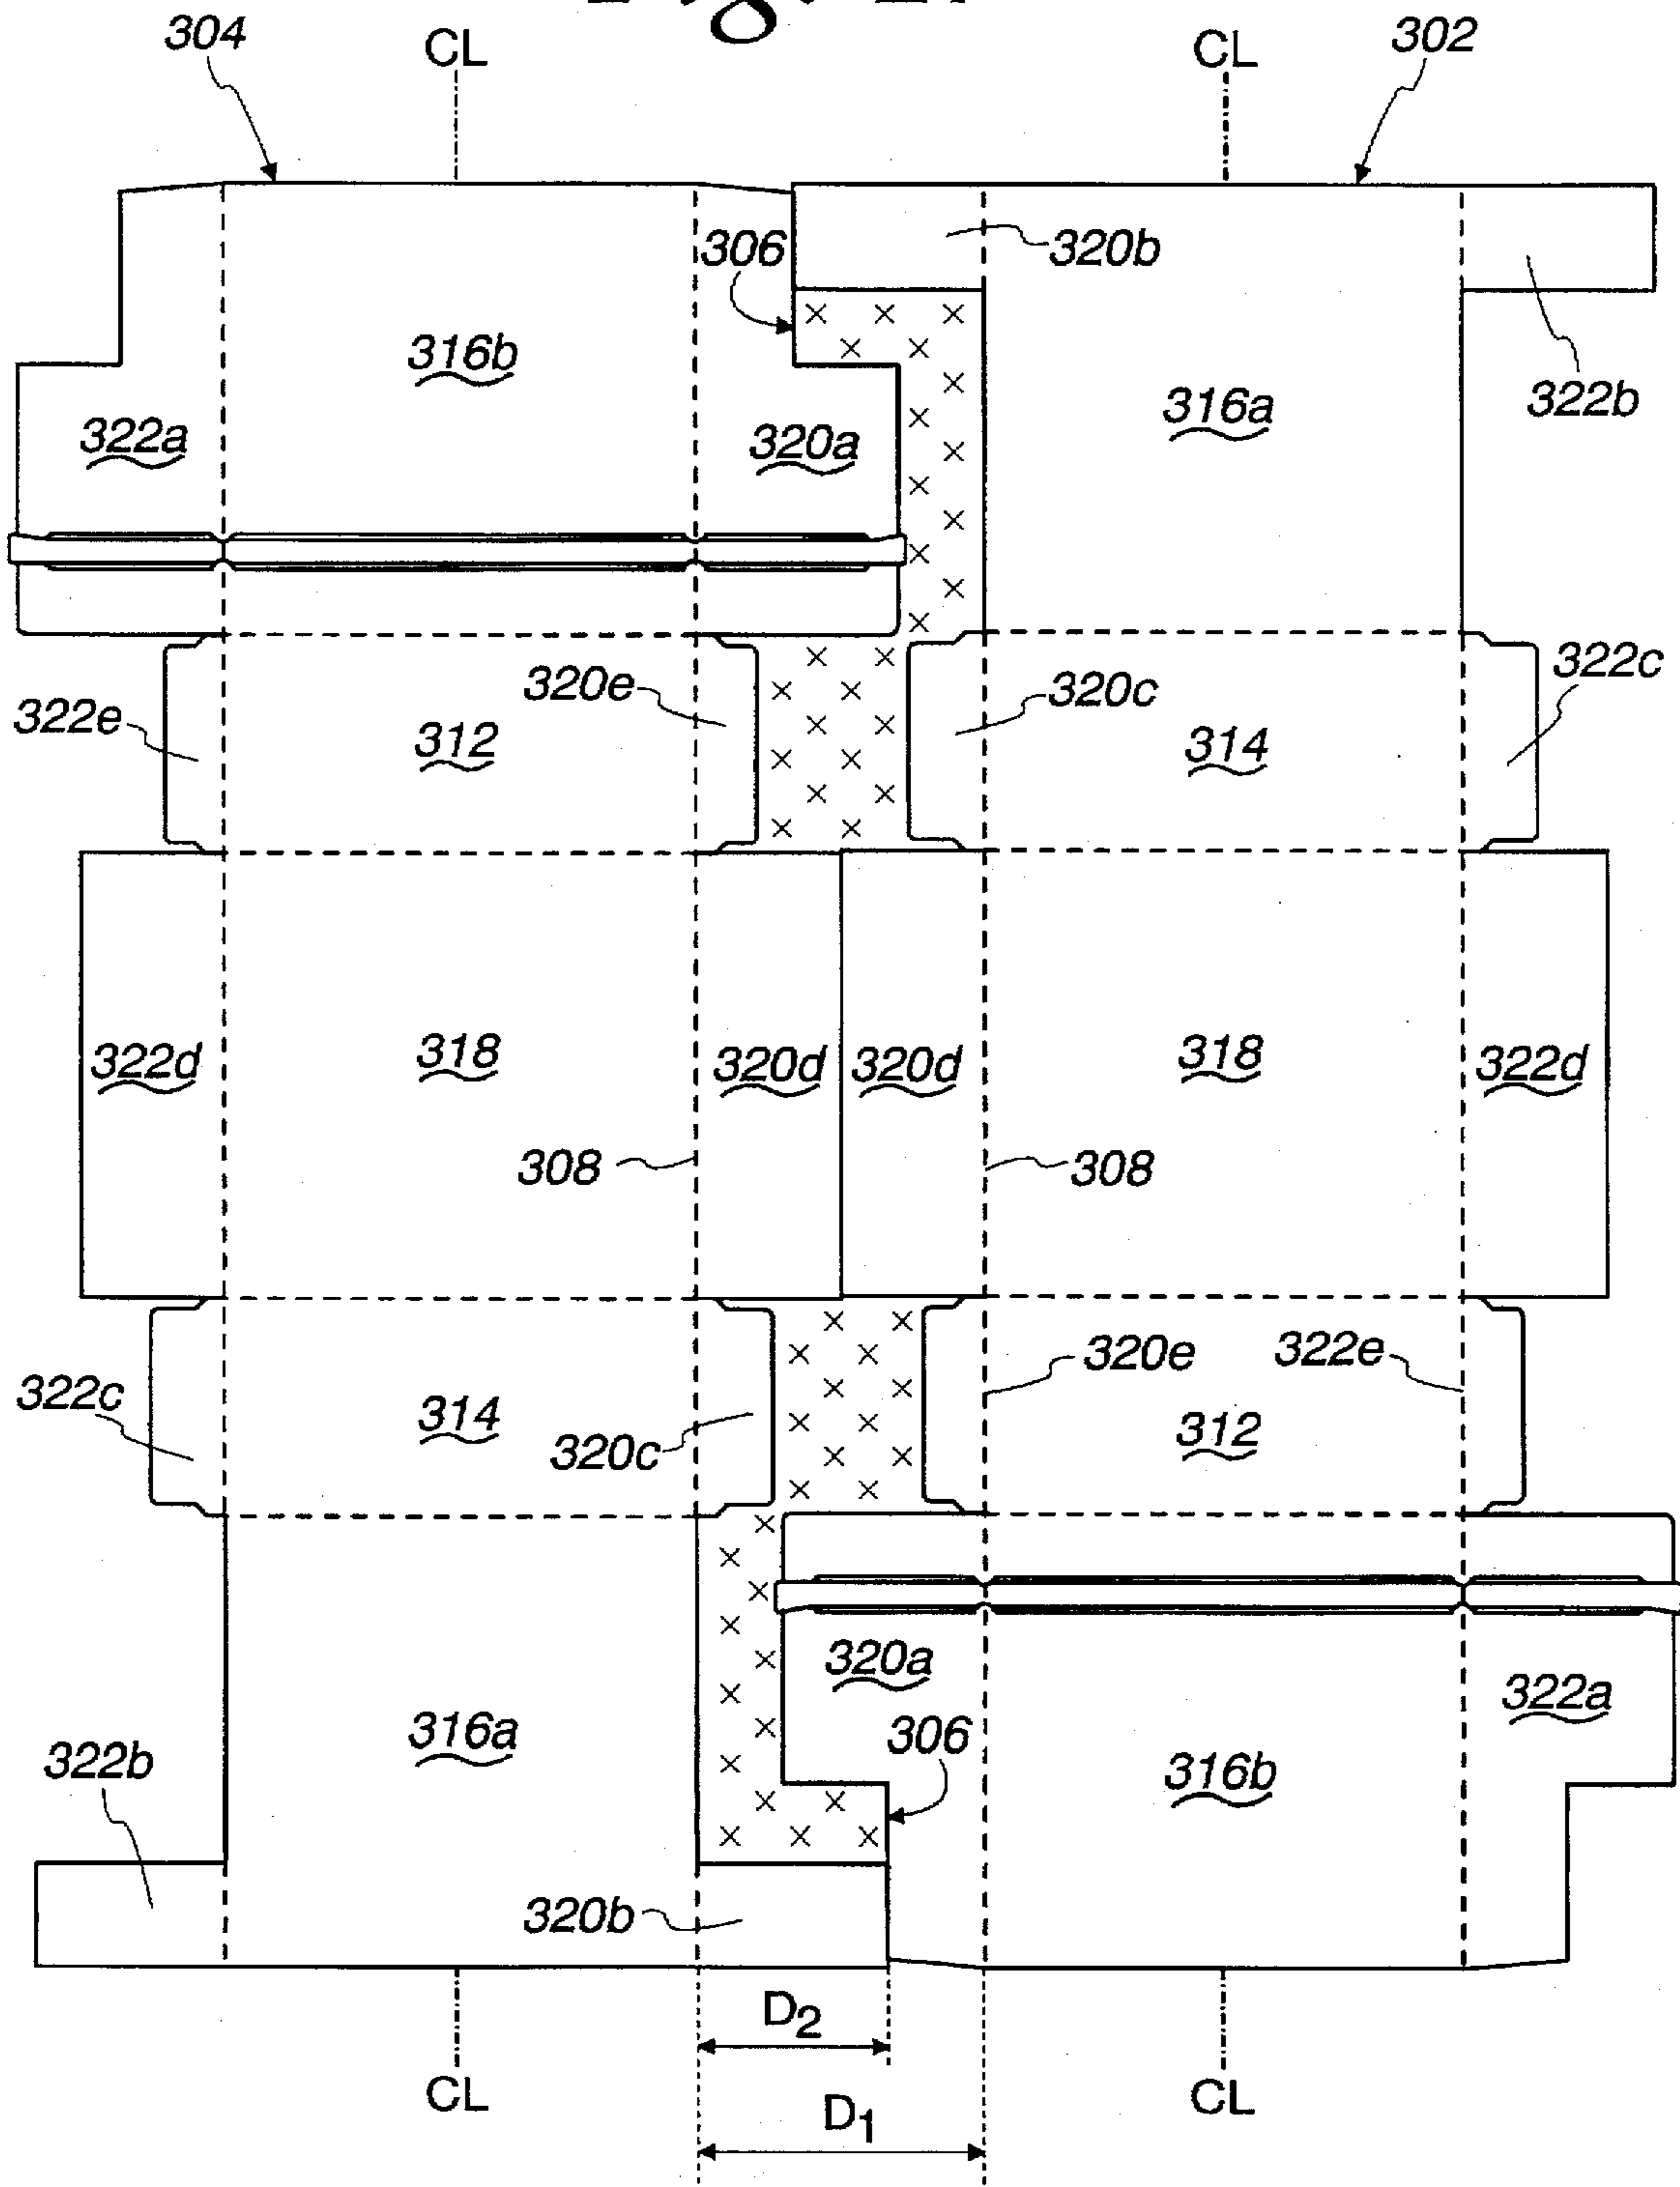 304 CL CL 302
306 320b
316b 322b
316a
322a 320a
320e 320c 322c
322e 312 314
322d 318 320d 320d 318 322d
308 308
320e 322e
322c 314 320c 312
320a 322a
316a 306
322b 316b
320b
D2
CL CL
D1